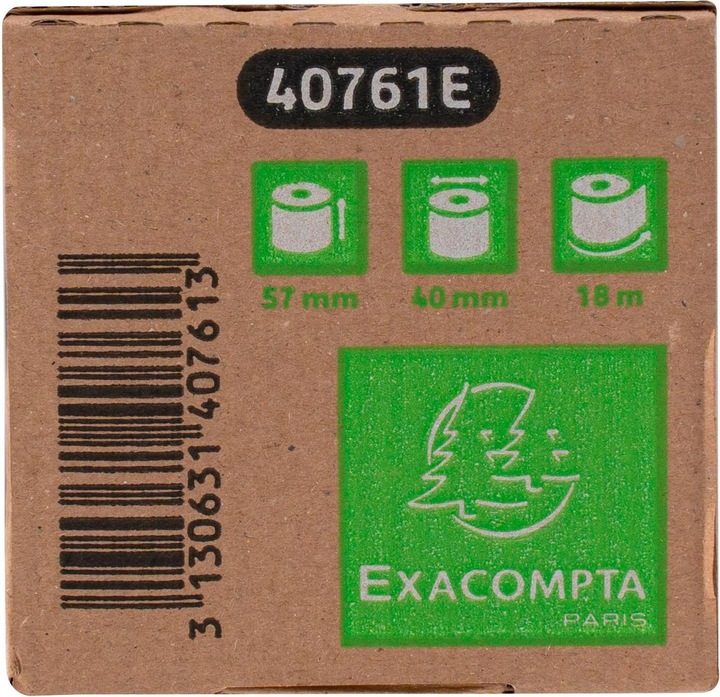 40761E
57 mm
40 mm
18 m
3 130631 407613
EXACOMPTA
PARIS